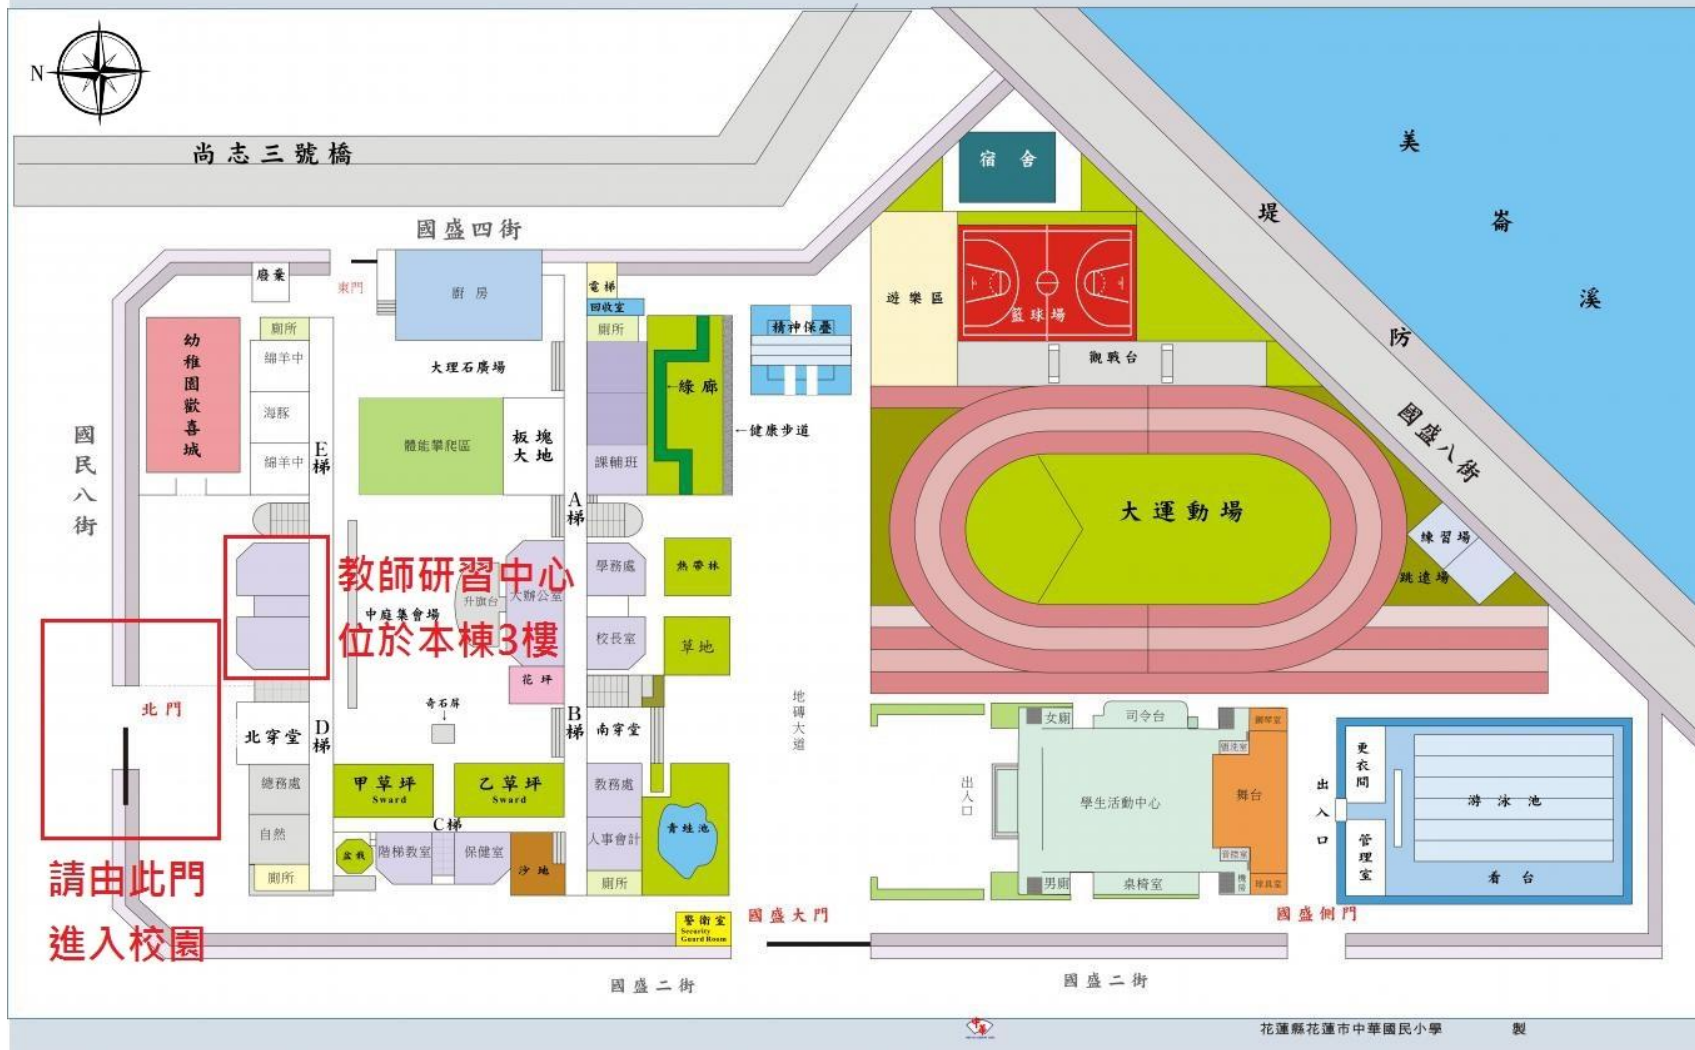 N
尚志三號橋
國盛四街
美崙溪
堤防
國盛八街
國民八街
宿舍
遊樂區
籃球場
觀戰台
大運動場
練習場
跳遠場
廢棄
東門
廚房
電梯
回收室
廁所
精神保壘
幼稚園歡喜城
廁所
綿羊中
海豚
綿羊中
E梯
大理石廣場
體能攀爬區
板塊大地
課輔班
←綠廊
←健康步道
A梯
教師研習中心
位於本棟3樓
中庭集會場
升旗台
大辦公室
學務處
校長室
熱帶林
草地
花坪
奇石屏
北門
北穿堂
D梯
B梯
南穿堂
地磚大道
總務處
自然
廁所
甲草坪
Sward
乙草坪
Sward
C梯
盆栽
階梯教室
保健室
沙地
教務處
人事會計
廁所
青蛙池
請由此門
進入校園
警衛室
Security
Guard Room
國盛大門
女廁
司令台
鋼琴室
出入口
學生活動中心
舞台
男廁
桌椅室
機房
出入口
更衣間
管理室
游泳池
看台
國盛側門
國盛二街
國盛二街
中華
花蓮縣花蓮市中華國民小學 製